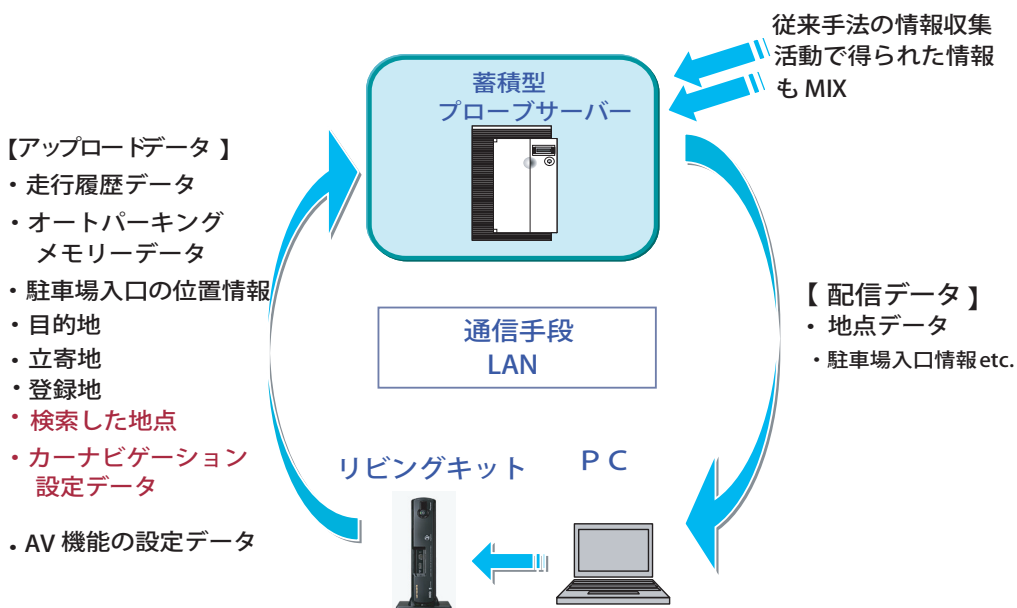 従来手法の情報収集
活動で得られた情報
も MIX
蓄積型
プローブサーバー
【アップロードデータ 】
・走行履歴データ
・オートパーキング
メモリーデータ
・駐車場入口の位置情報
・目的地
・立寄地
・登録地
・検索した地点
・カーナビゲーション
設定データ
・AV 機能の設定データ
通信手段
LAN
【 配信データ 】
・ 地点データ
・駐車場入口情報 etc.
リビングキット
ＰＣ